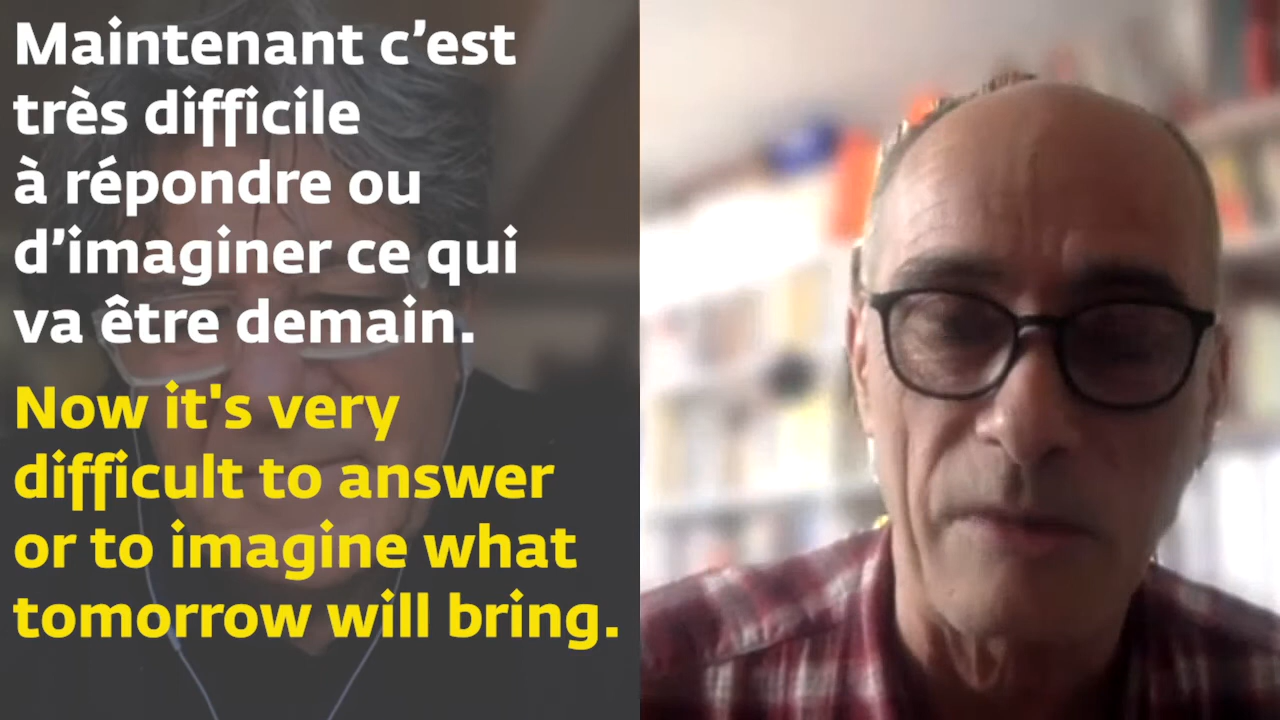 Maintenant c’est
très difficile
à répondre ou
d’imaginer ce qui
va être demain.
Now it's very
difficult to answer
or to imagine what
tomorrow will bring.